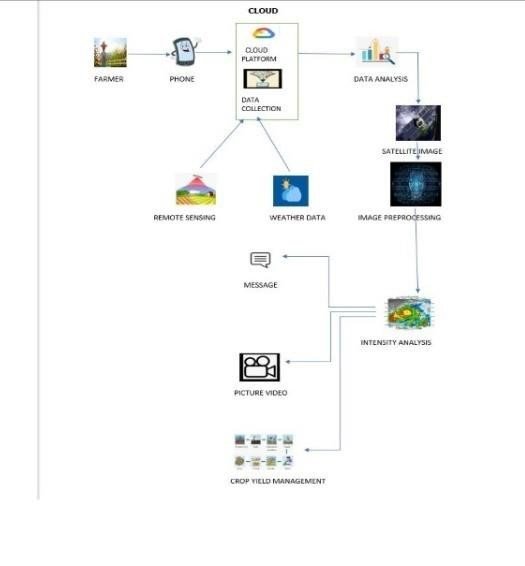 CLOUD
CLOUD
PLATFORM
FARMER
PHONE
DATA ANALYSIS
DATA
COLLECTION
SATELLITE IMAGE
REMOTE SENSING
WEATHER DATA
IMAGE PREPROCESSING
MESSAGE
INTENSITY ANALYSIS
PICTURE VIDEO
CROP YIELD MANAGEMENT